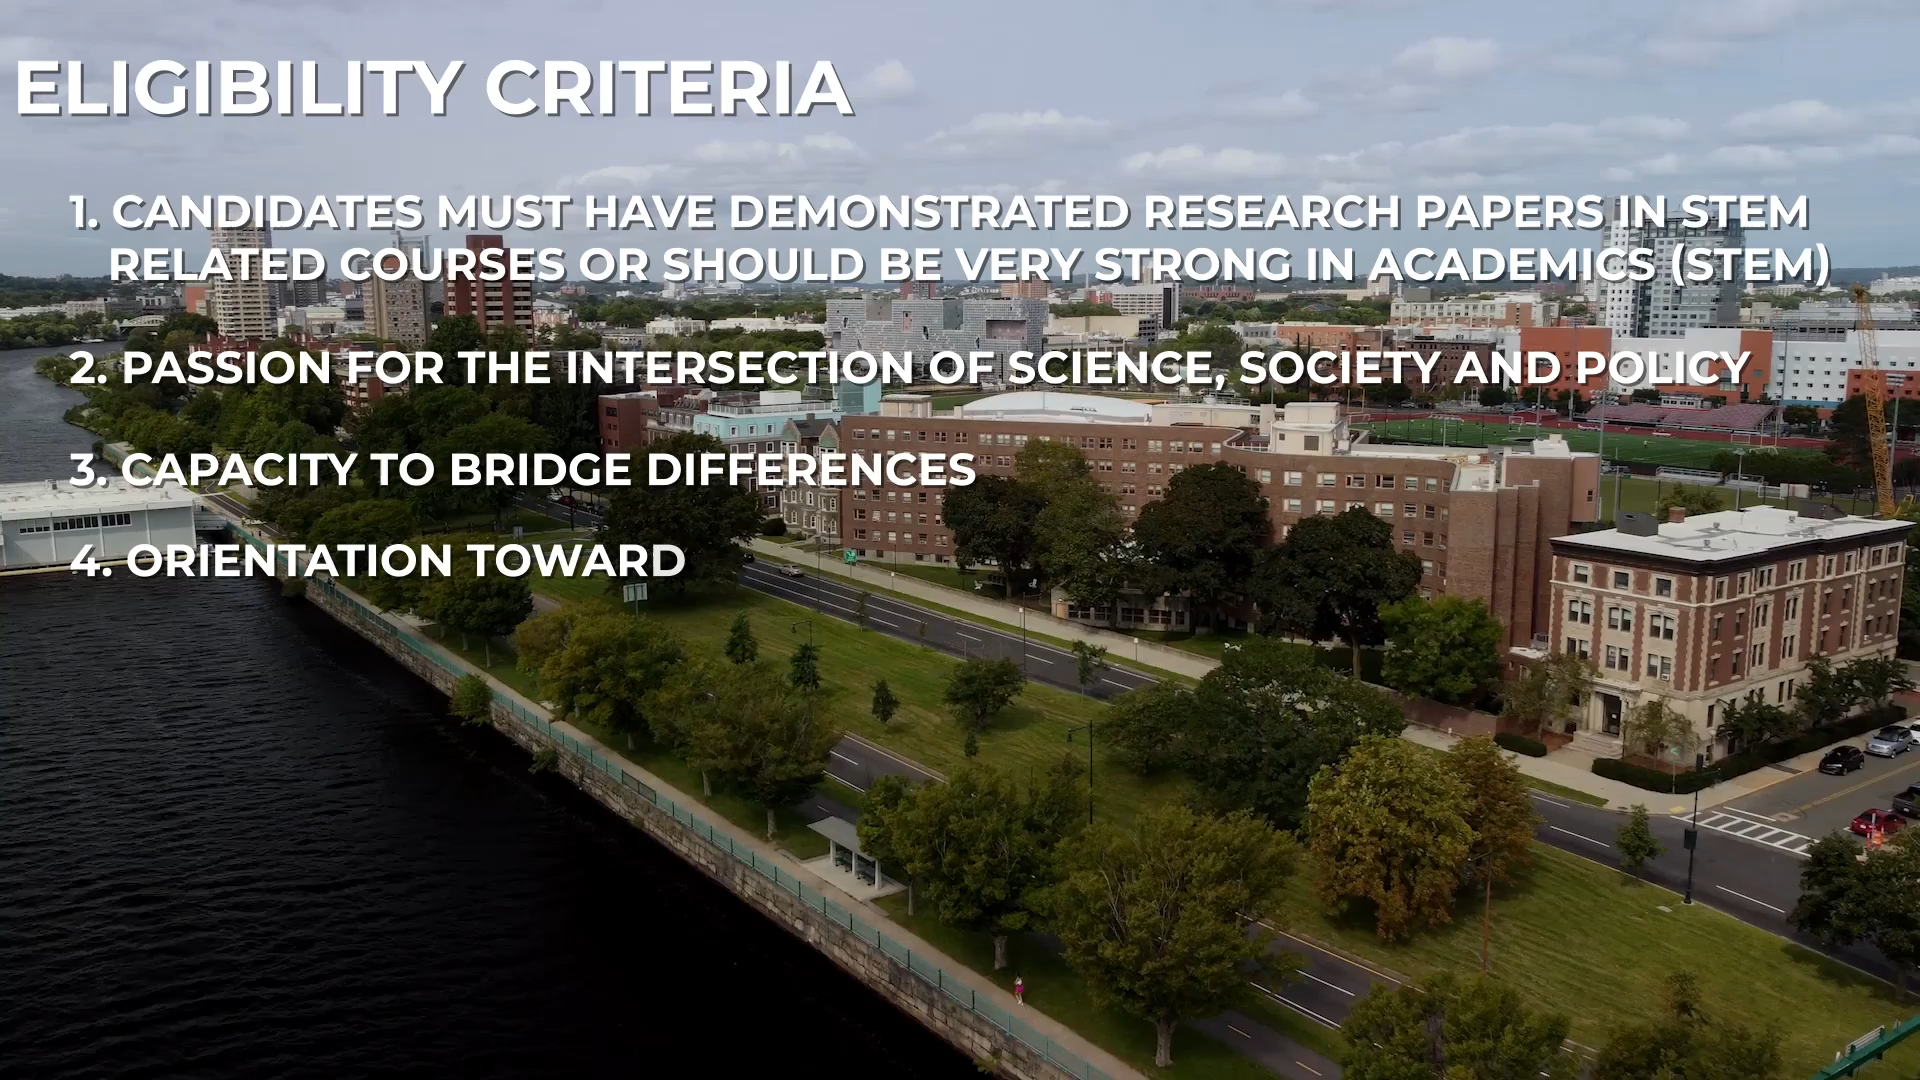 ELIGIBILITY CRITERIA
1. CANDIDATES MUST HAVE DEMONSTRATED RESEARCH PAPERS IN STEM
RELATED COURSES OR SHOULD BE VERY STRONG IN ACADEMICS (STEM)
2. PASSION FOR THE INTERSECTION OF SCIENCE, SOCIETY AND POLICY
3. CAPACITY TO BRIDGE DIFFERENCES
4. ORIENTATION TOWARD